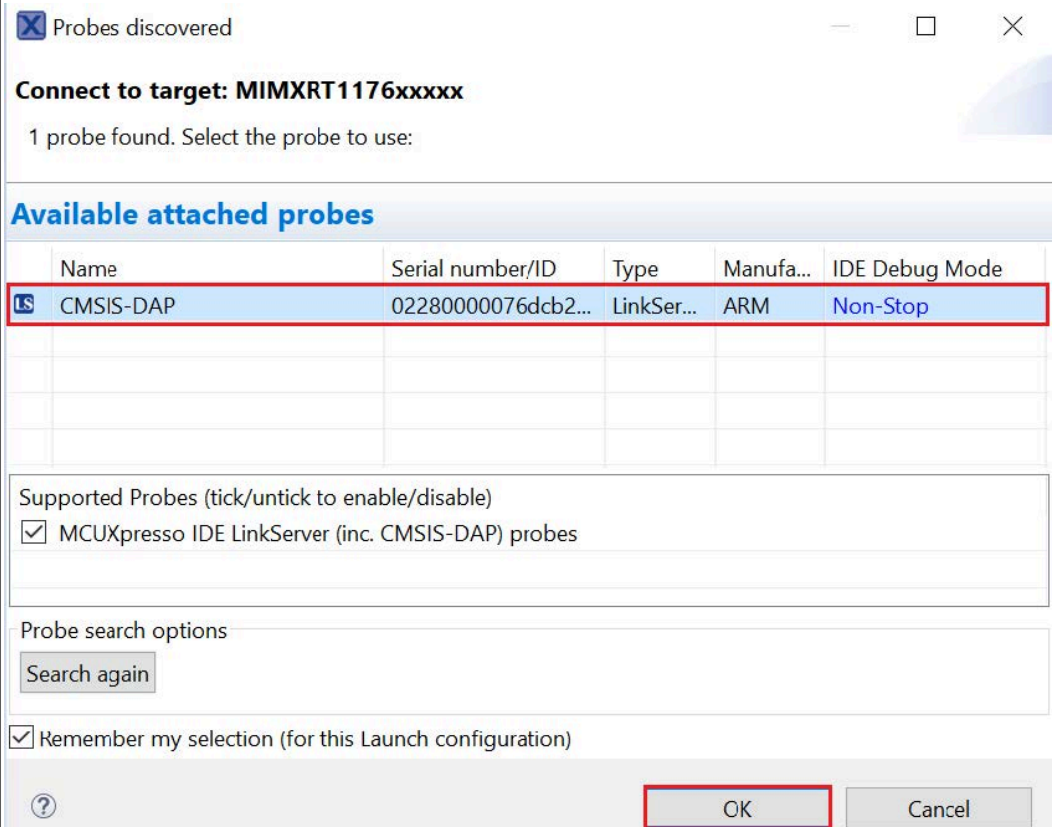 Probes discovered
Connect to target: MIMXRT1176xxxxx
1 probe found. Select the probe to use:
Available attached probes
Name Serial number/ID Type Manufa... IDE Debug Mode
LS CMSIS-DAP 02280000076dcb2... LinkSer... ARM Non-Stop
Supported Probes (tick/untick to enable/disable)
MCUXpresso IDE LinkServer (inc. CMSIS-DAP) probes
Probe search options
Search again
Remember my selection (for this Launch configuration)
? OK Cancel